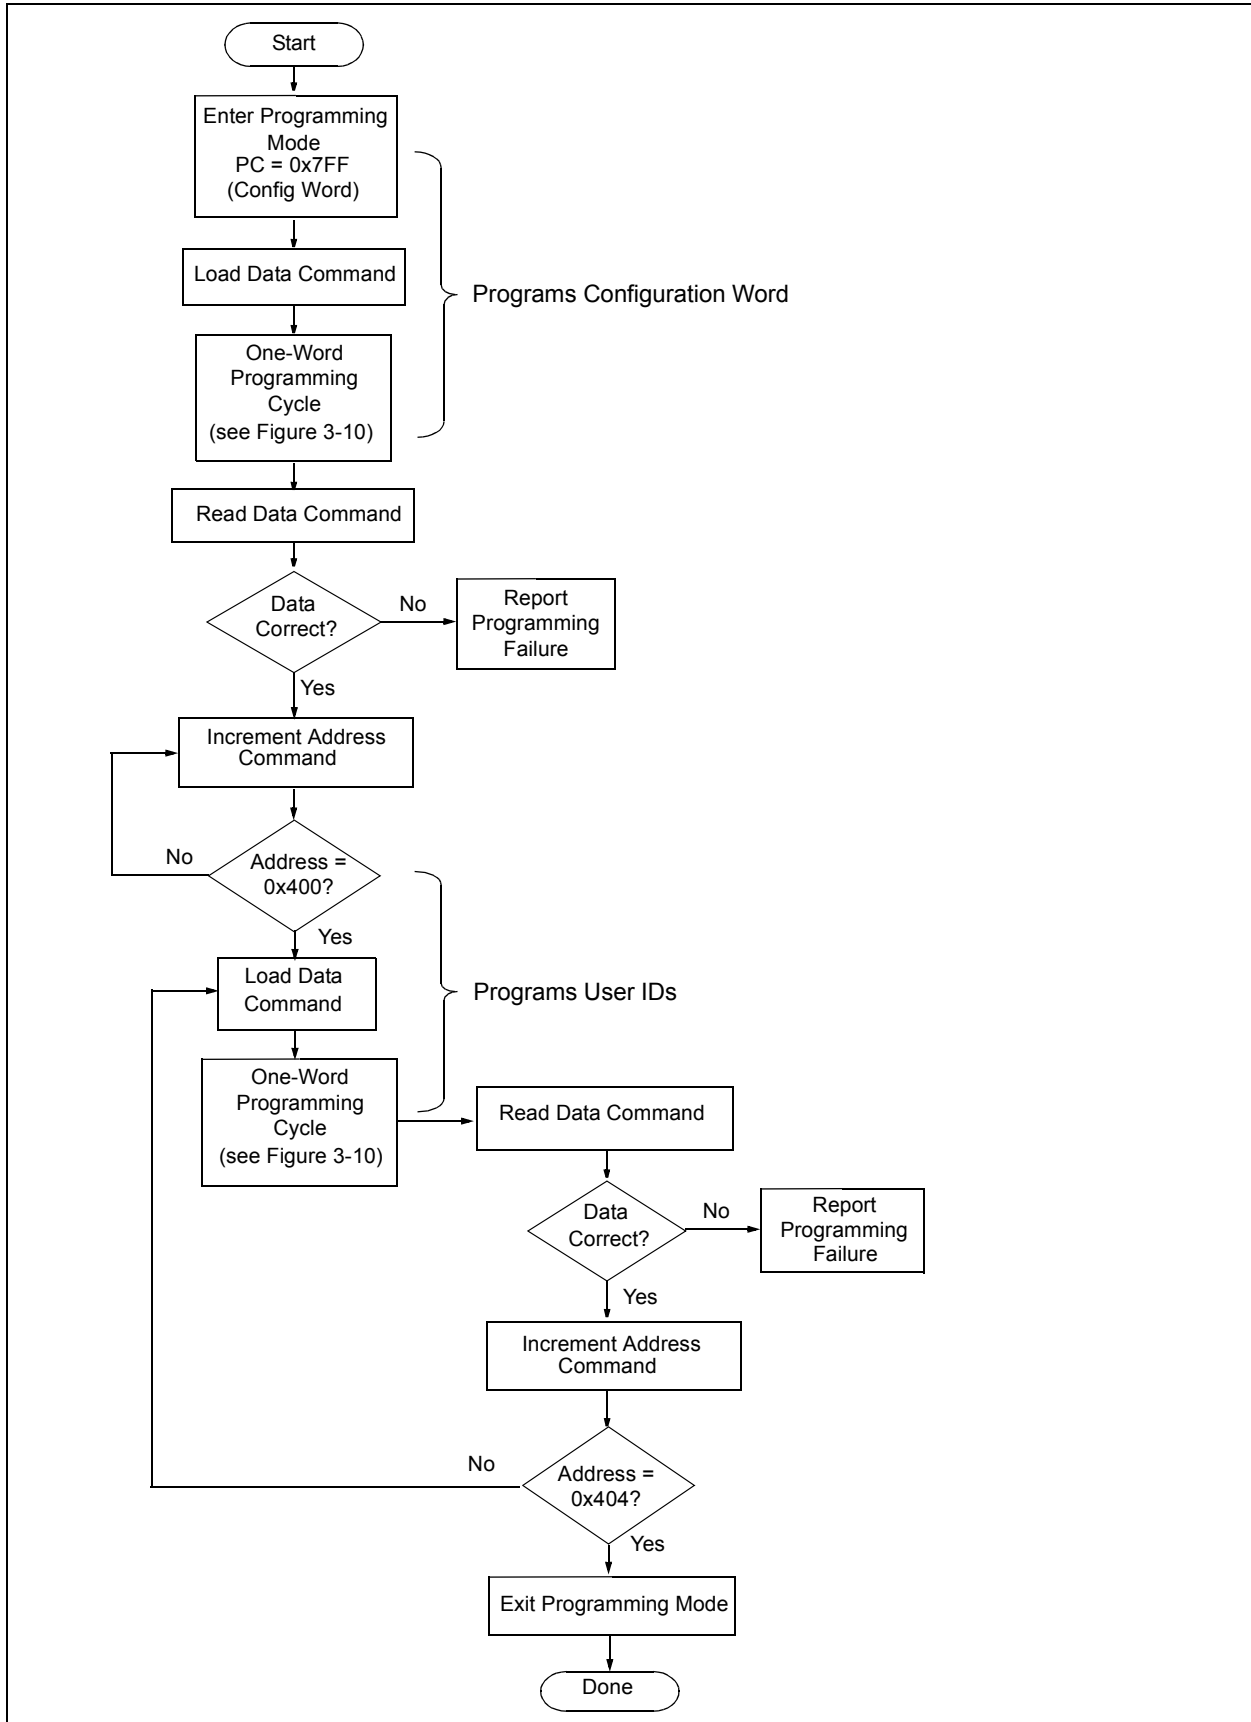 Start
Enter Programming
Mode
PC = 0x7FF
(Config Word)
Load Data Command
Programs Configuration Word
One-Word
Programming
Cycle
(see Figure 3-10)
Read Data Command
Data
Correct?
No
Report
Programming
Failure
Yes
Increment Address
Command
No
Address =
0x400?
Yes
Load Data
Command
Programs User IDs
One-Word
Programming
Cycle
(see Figure 3-10)
Read Data Command
Data
Correct?
No
Report
Programming
Failure
Yes
Increment Address
Command
No
Address =
0x404?
Yes
Exit Programming Mode
Done